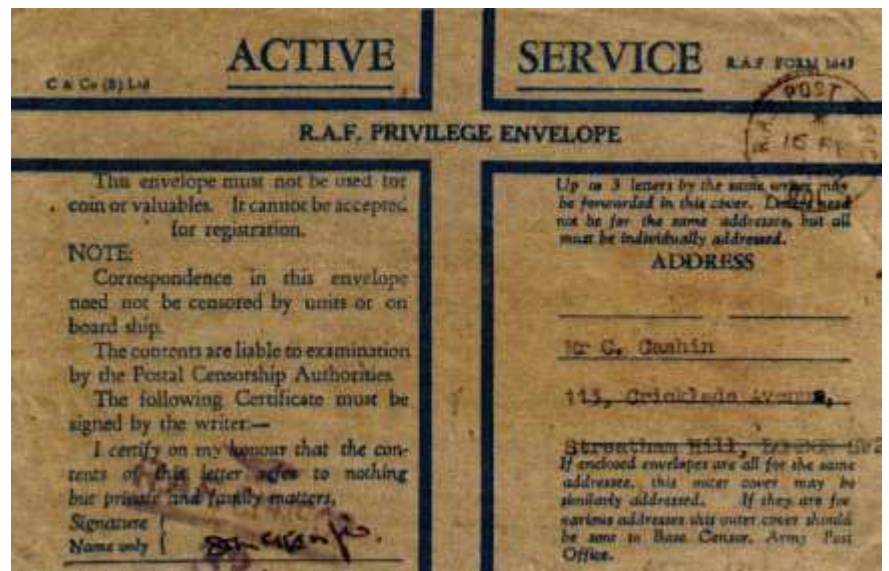 ACTIVE SERVICE
C & Co (B) Ltd
R.A.F FORM 1643
R.A.F. PRIVILEGE ENVELOPE
This envelope must not be used for
coin or valuables. It cannot be accepted
for registration.
NOTE:
Correspondence in this envelope
need not be censored by units or on
board ship.
The contents are liable to examination
by the Postal Censorship Authorities.
The following Certificate must be
signed by the writer:—
I certify on my honour that the con-
tents of this letter refer to nothing
but private and family matters,
Signature
Name only
POST
16
Up to 3 letters by the same writer may
be forwarded in this cover. Letters need
not be for the same addressee, but all
must be individually addressed.
ADDRESS
Mr C. Cashin
113, Cricklade Avenue,
Streatham Hill, LONDON SW2
If enclosed envelopes are all for the same
addressee, this outer cover may be
similarly addressed. If they are for
various addresses this outer cover should
be sent to Base Censor, Army Post
Office.